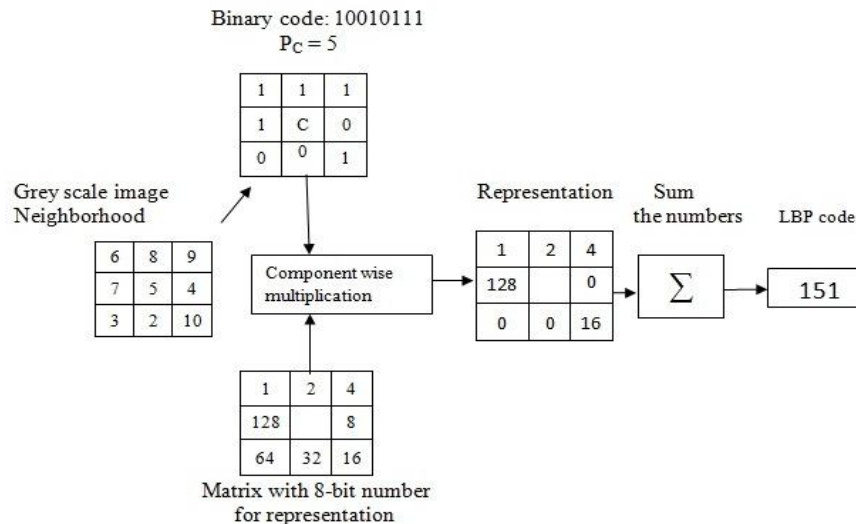 Binary code: 10010111
P_C = 5
1 1 1
1 C 0
0 0 1
Grey scale image
Neighborhood
6 8 9
7 5 4
3 2 10
Component wise
multiplication
1 2 4
128 8
64 32 16
Matrix with 8-bit number
for representation
Representation
1 2 4
128 0
0 0 16
Sum
the numbers
∑
LBP code
151